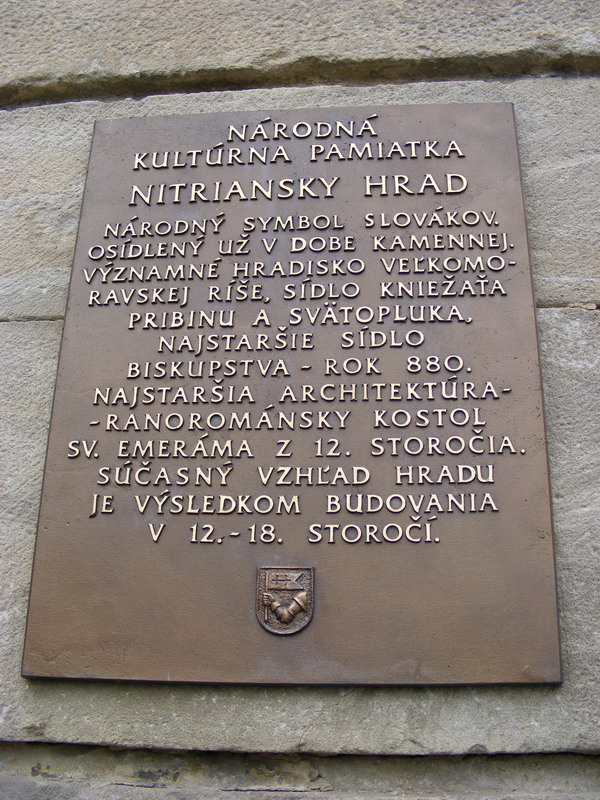 NÁRODNÁ
KULTÚRNA PAMIATKA
NITRIANSKY HRAD
NÁRODNÝ SYMBOL SLOVÁKOV.
OSÍDLENÝ UŽ V DOBE KAMENNEJ.
VÝZNAMNÉ HRADISKO VEĽKOMO-
RAVSKEJ RÍŠE, SÍDLO KNIEŽAŤA
PRIBINU A SVÄTOPLUKA,
NAJSTARŠIE SÍDLO
BISKUPSTVA - ROK 880.
NAJSTARŠIA ARCHITEKTÚRA-
-RANOROMÁNSKY KOSTOL
SV. EMERÁMA Z 12. STOROČIA.
SÚČASNÝ VZHĽAD HRADU
JE VÝSLEDKOM BUDOVANIA
V 12.-18. STOROČÍ.